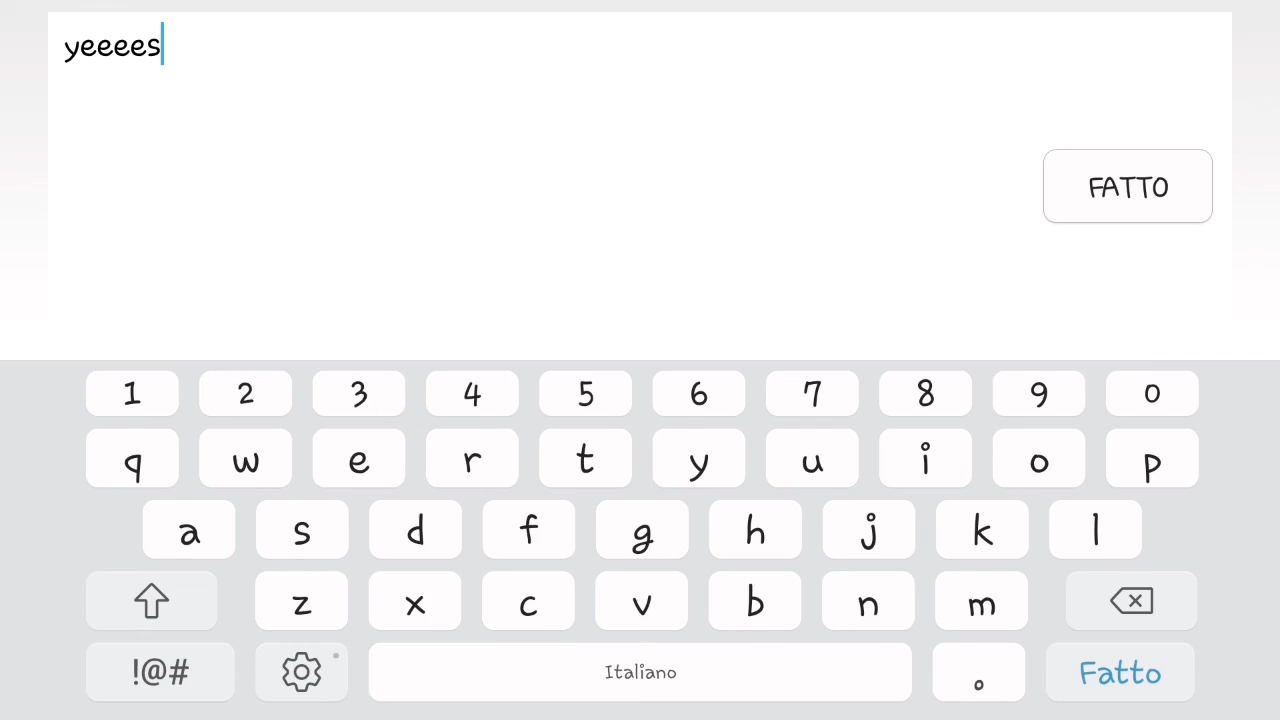 yeeees
FATTO
1 2 3 4 5 6 7 8 9 0
q w e r t y u i o p
a s d f g h j k l
z x c v b n m
!@# Italiano . Fatto